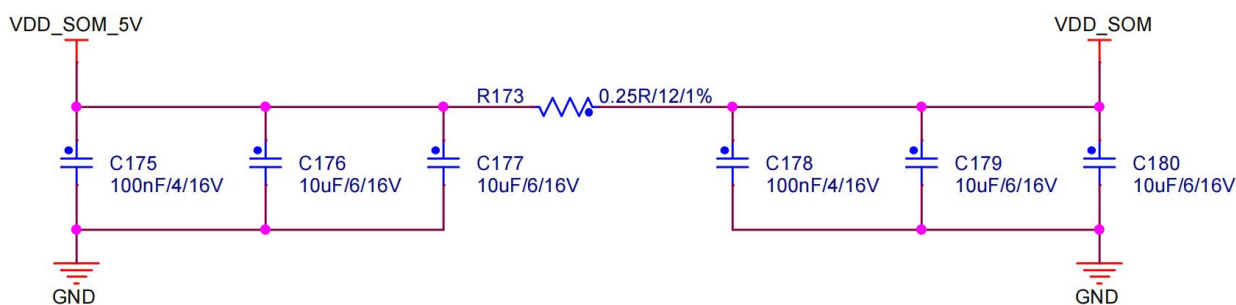 VDD_SOM_5V
VDD_SOM
R173
0.25R/12/1%
C175
100nF/4/16V
C176
10uF/6/16V
C177
10uF/6/16V
C178
100nF/4/16V
C179
10uF/6/16V
C180
10uF/6/16V
GND
GND